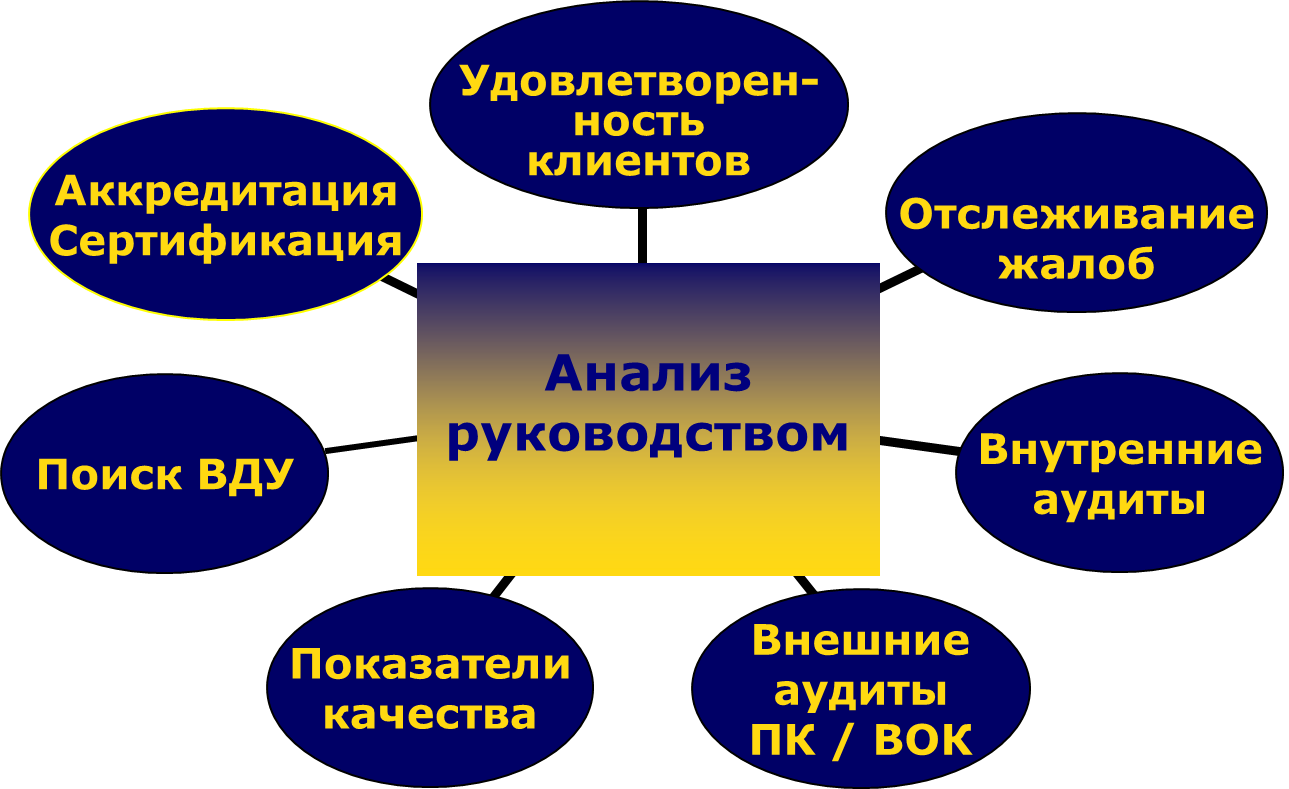 Удовлетворен-
ность
клиентов
Аккредитация
Сертификация
Отслеживание
жалоб
Анализ
руководством
Поиск ВДУ
Внутренние
аудиты
Показатели
качества
Внешние
аудиты
ПК / ВОК